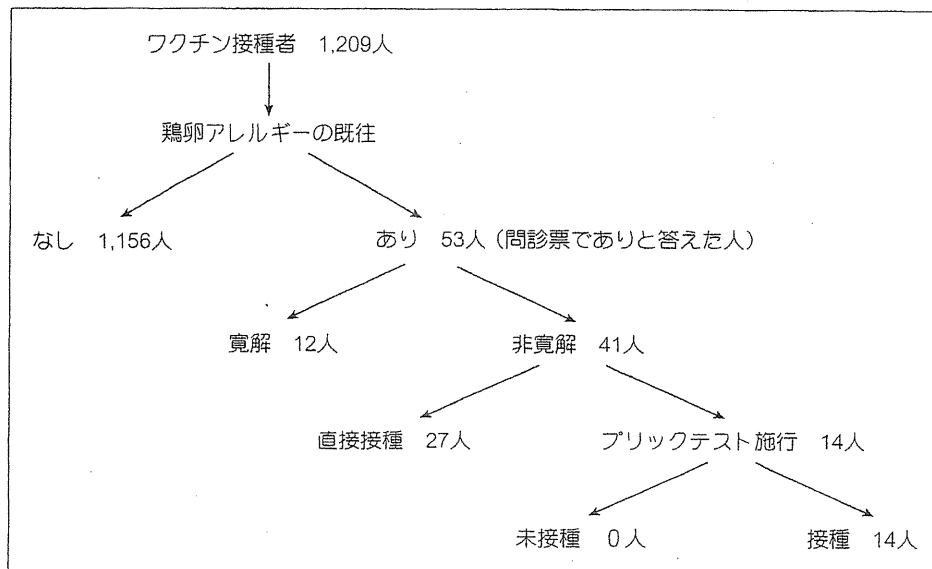 ワクチン接種者 1,209人
鶏卵アレルギーの既往
なし 1,156人
あり 53人（問診票でありと答えた人）
寛解 12人
非寛解 41人
直接接種 27人
プリックテスト施行 14人
未接種 0人
接種 14人